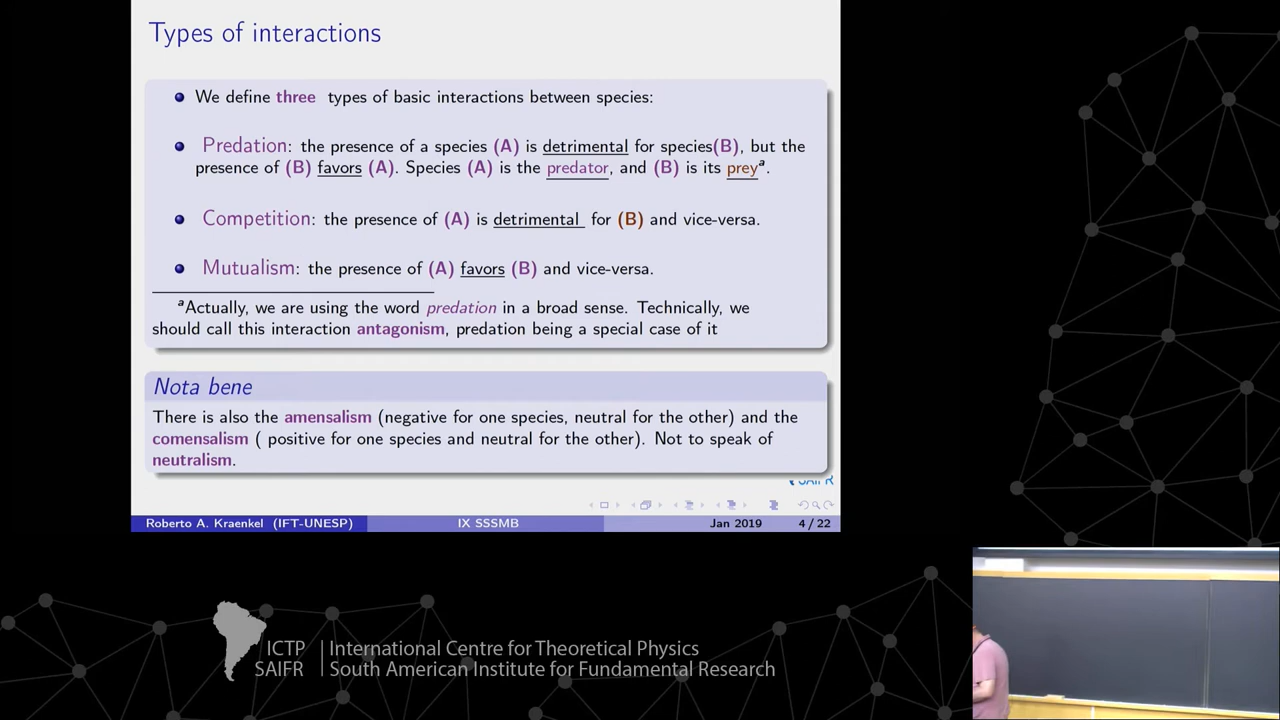 Types of interactions
We define three types of basic interactions between species:
Predation: the presence of a species (A) is detrimental for species(B), but the
presence of (B) favors (A). Species (A) is the predator, and (B) is its preyª.
Competition: the presence of (A) is detrimental for (B) and vice-versa.
Mutualism: the presence of (A) favors (B) and vice-versa.
ªActually, we are using the word predation in a broad sense. Technically, we
should call this interaction antagonism, predation being a special case of it
Nota bene
There is also the amensalism (negative for one species, neutral for the other) and the
comensalism ( positive for one species and neutral for the other). Not to speak of
neutralism.
Roberto A. Kraenkel (IFT-UNESP) IX SSSMB Jan 2019 4 / 22
ICTP International Centre for Theoretical Physics
SAIFR South American Institute for Fundamental Research